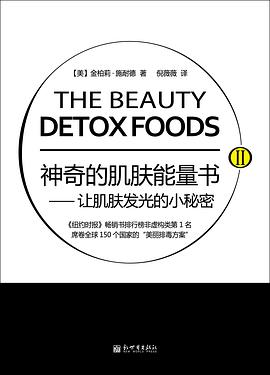 【美】金柏莉·施耐德 著 倪薇薇 译
THE BEAUTY
DETOX FOODS
II
神奇的肌肤能量书
——让肌肤发光的小秘密
《纽约时报》畅销书排行榜非虚构类第1名
席卷全球150个国家的“美丽排毒方案”
新世界出版社